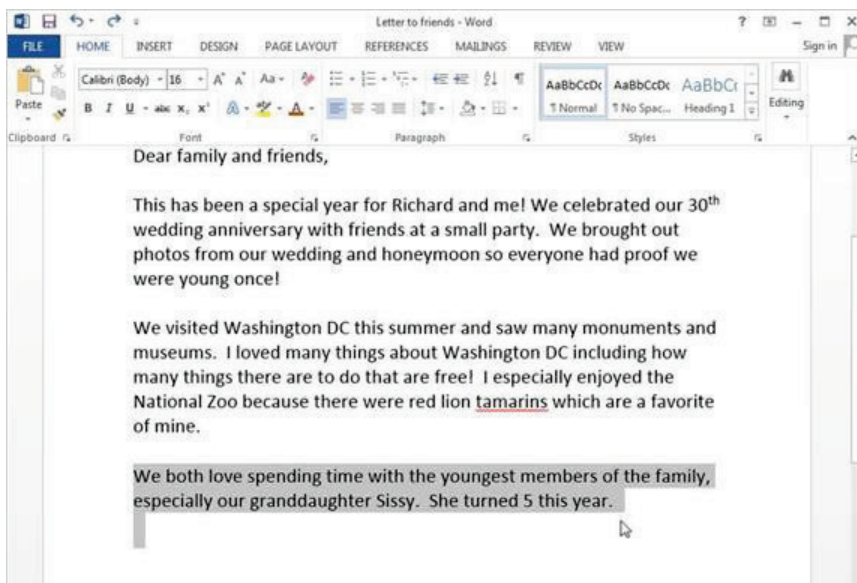 Letter to friends - Word
FILE HOME INSERT DESIGN PAGE LAYOUT REFERENCES MAILINGS REVIEW VIEW Sign in
Paste
Calibri (Body) 16 A A Aa
B I U abc X₂ X² A A
AaBbCcDc AaBbCcDc AaBbCc
¶ Normal ¶ No Spac... Heading 1
Editing
Clipboard Font Paragraph Styles
Dear family and friends,
This has been a special year for Richard and me! We celebrated our 30th
wedding anniversary with friends at a small party. We brought out
photos from our wedding and honeymoon so everyone had proof we
were young once!
We visited Washington DC this summer and saw many monuments and
museums. I loved many things about Washington DC including how
many things there are to do that are free! I especially enjoyed the
National Zoo because there were red lion tamarins which are a favorite
of mine.
We both love spending time with the youngest members of the family,
especially our granddaughter Sissy. She turned 5 this year.